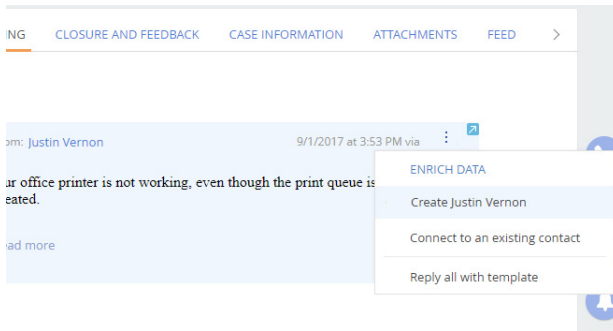 NG CLOSURE AND FEEDBACK CASE INFORMATION ATTACHMENTS FEED
om: Justin Vernon 9/1/2017 at 3:53 PM via
ENRICH DATA
ur office printer is not working, even though the print queue is
Create Justin Vernon
eated.
Connect to an existing contact
ead more
Reply all with template